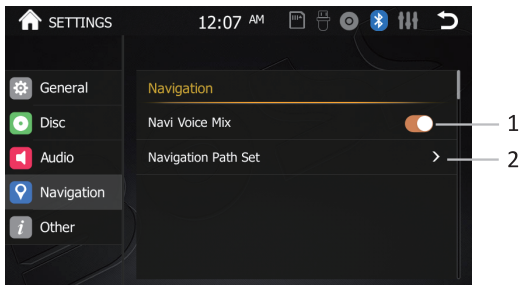 SETTINGS 12:07 AM
General
Disc
Audio
Navigation
Other
Navigation
Navi Voice Mix 1
Navigation Path Set 2